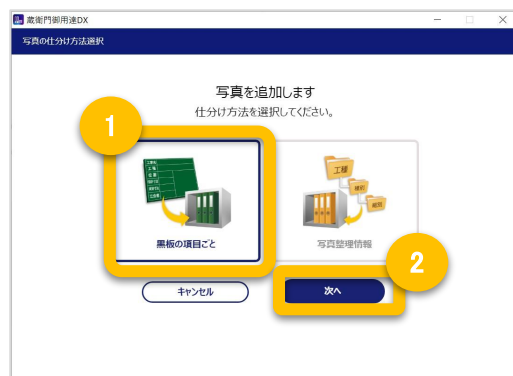 蔵衛門御用達DX
写真の仕分け方法選択
写真を追加します
仕分け方法を選択してください。
1
工種
黒板の項目ごと
写真整理情報
2
キャンセル
次へ